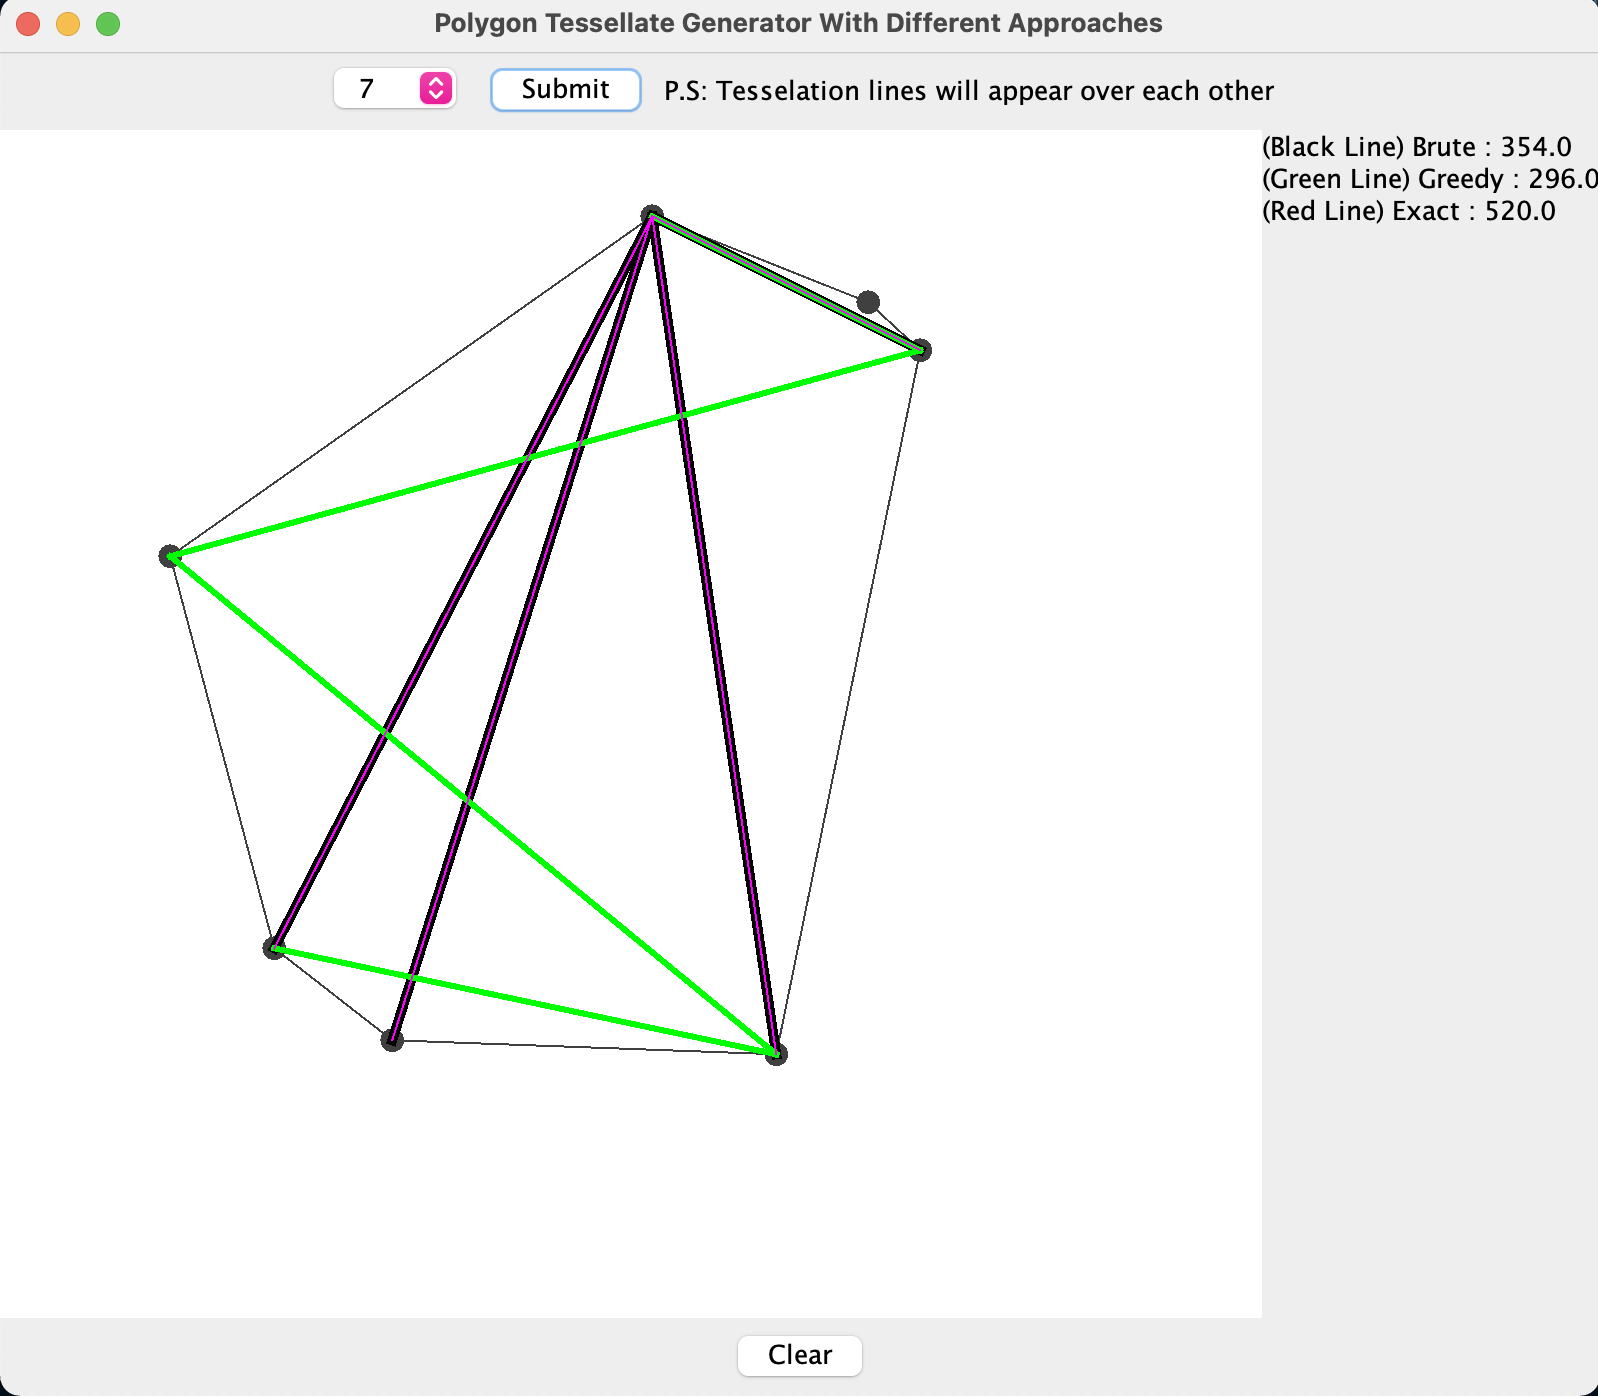 Polygon Tessellate Generator With Different Approaches
7 Submit P.S: Tesselation lines will appear over each other
(Black Line) Brute : 354.0
(Green Line) Greedy : 296.0
(Red Line) Exact : 520.0
Clear